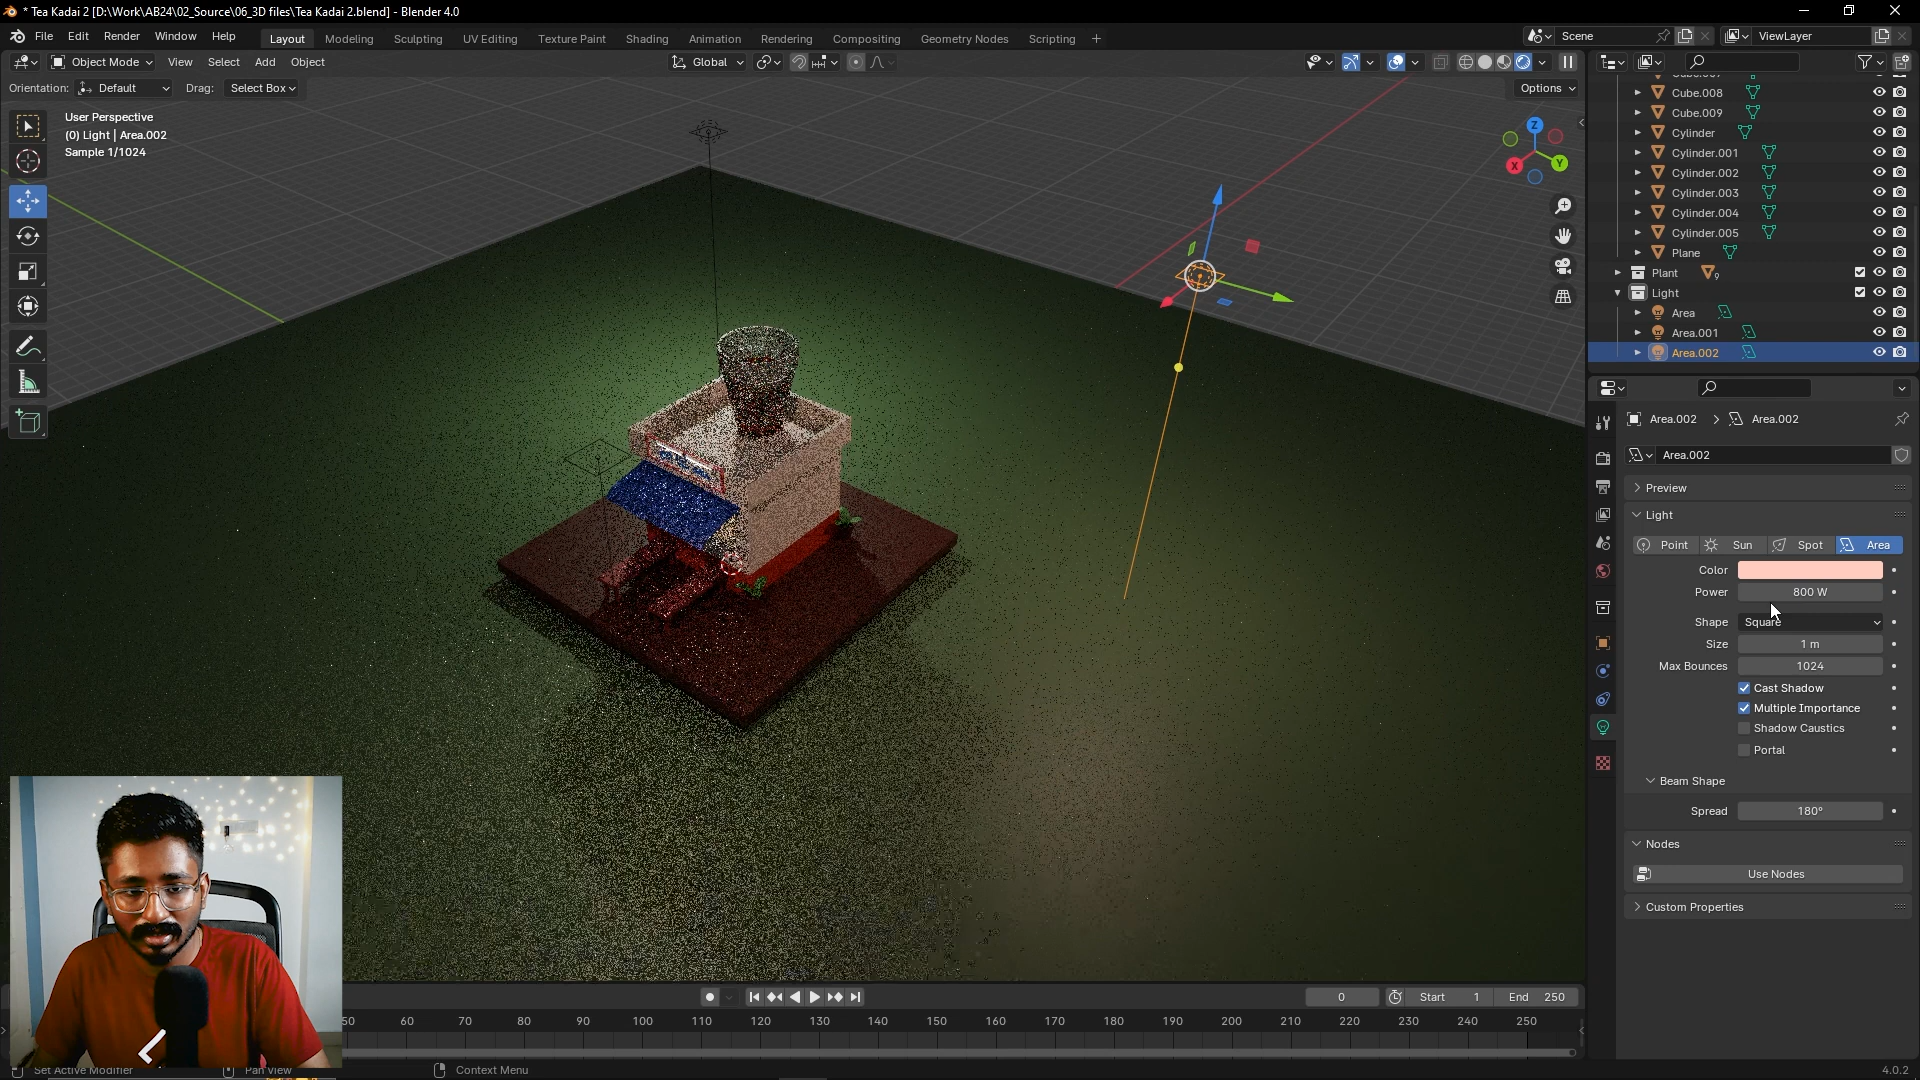 * Tea Kadai 2 [D:\Work\AB24\02_Source\06_3D files\Tea Kadai 2.blend] - Blender 4.0
File Edit Render Window Help
Layout Modeling Sculpting UV Editing Texture Paint Shading Animation Rendering Compositing Geometry Nodes Scripting +
Scene
ViewLayer
Object Mode View Select Add Object
Global
Orientation: Default Drag: Select Box
Options
User Perspective
(0) Light | Area.002
Sample 1/1024
Z
X
Y
Cube.008
Cube.009
Cylinder
Cylinder.001
Cylinder.002
Cylinder.003
Cylinder.004
Cylinder.005
Plane
Plant 9
Light
Area
Area.001
Area.002
Area.002 > Area.002
Area.002
Preview
Light
Point Sun Spot Area
Color
Power 800 W
Shape Square
Size 1 m
Max Bounces 1024
Cast Shadow
Multiple Importance
Shadow Caustics
Portal
Beam Shape
Spread 180°
Nodes
Use Nodes
Custom Properties
0 Start 1 End 250
50 60 70 80 90 100 110 120 130 140 150 160 170 180 190 200 210 220 230 240 250
Set Active Modifier Pan View Context Menu
4.0.2